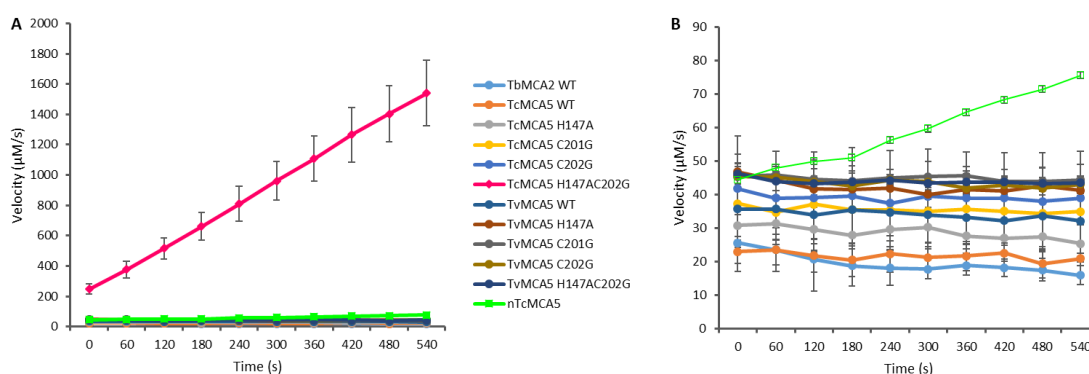 A
Velocity (µM/s)
2000
1800
1600
1400
1200
1000
800
600
400
200
0
0 60 120 180 240 300 360 420 480 540
Time (s)
TbMCA2 WT
TcMCA5 WT
TcMCA5 H147A
TcMCA5 C201G
TcMCA5 C202G
TcMCA5 H147AC202G
TvMCA5 WT
TvMCA5 H147A
TvMCA5 C201G
TvMCA5 C202G
TvMCA5 H147AC202G
nTcMCA5
B
Velocity (µM/s)
90
80
70
60
50
40
30
20
10
0
0 60 120 180 240 300 360 420 480 540
Time (s)